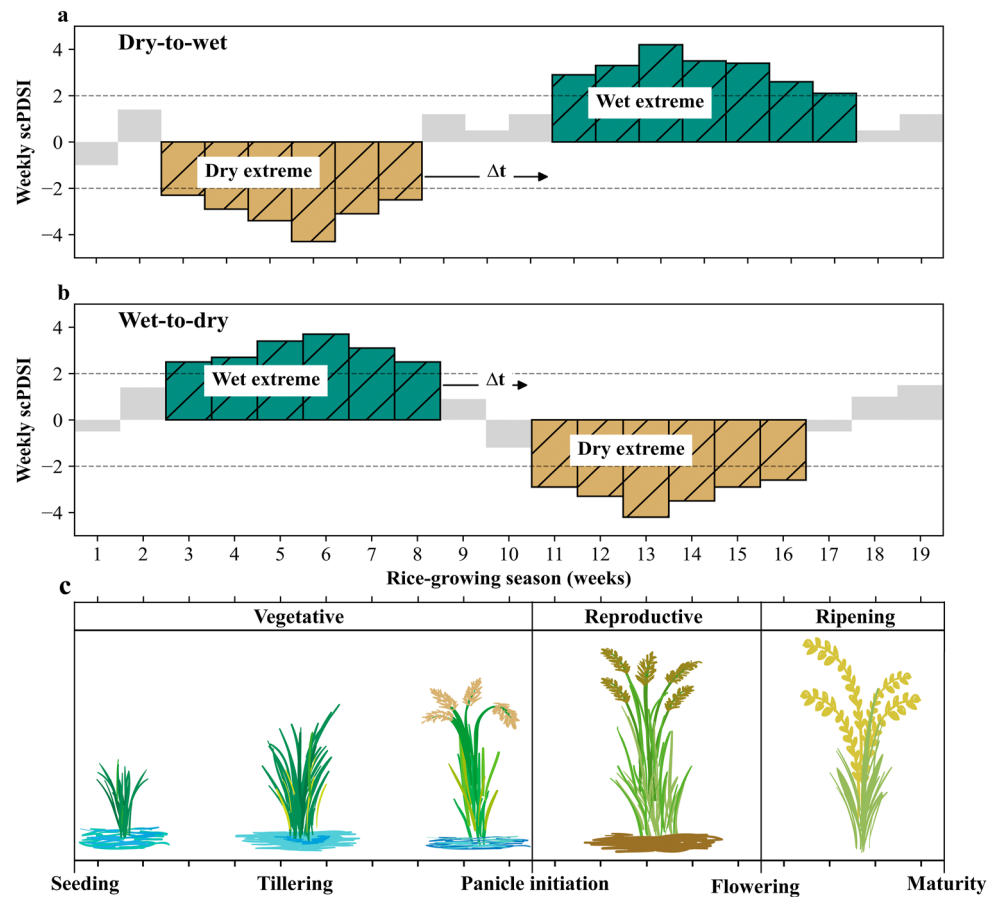 a
Dry-to-wet
Weekly scPDSI
4
2
0
−2
−4
Wet extreme
Dry extreme
Δt
b
Wet-to-dry
Weekly scPDSI
4
2
0
−2
−4
Wet extreme
Δt
Dry extreme
1 2 3 4 5 6 7 8 9 10 11 12 13 14 15 16 17 18 19
Rice-growing season (weeks)
c
Vegetative Reproductive Ripening
Seeding Tillering Panicle initiation Flowering Maturity